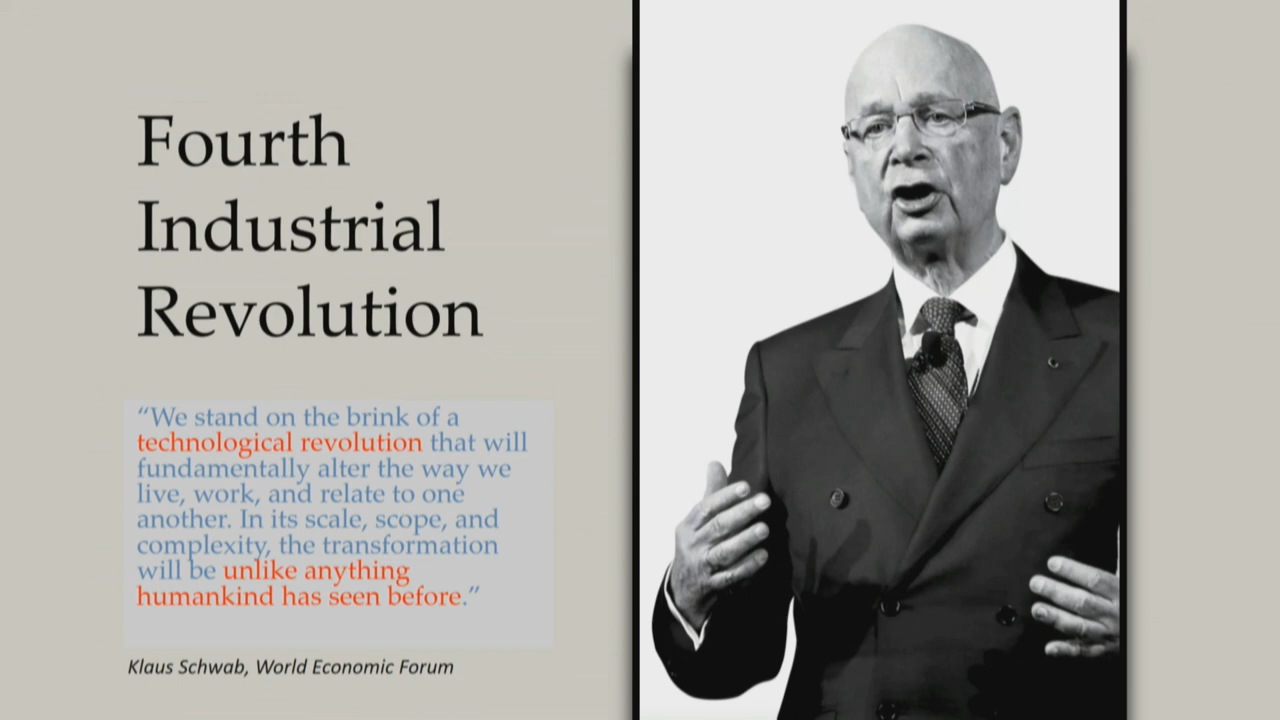 Fourth
Industrial
Revolution
“We stand on the brink of a
technological revolution that will
fundamentally alter the way we
live, work, and relate to one
another. In its scale, scope, and
complexity, the transformation
will be unlike anything
humankind has seen before.”
Klaus Schwab, World Economic Forum